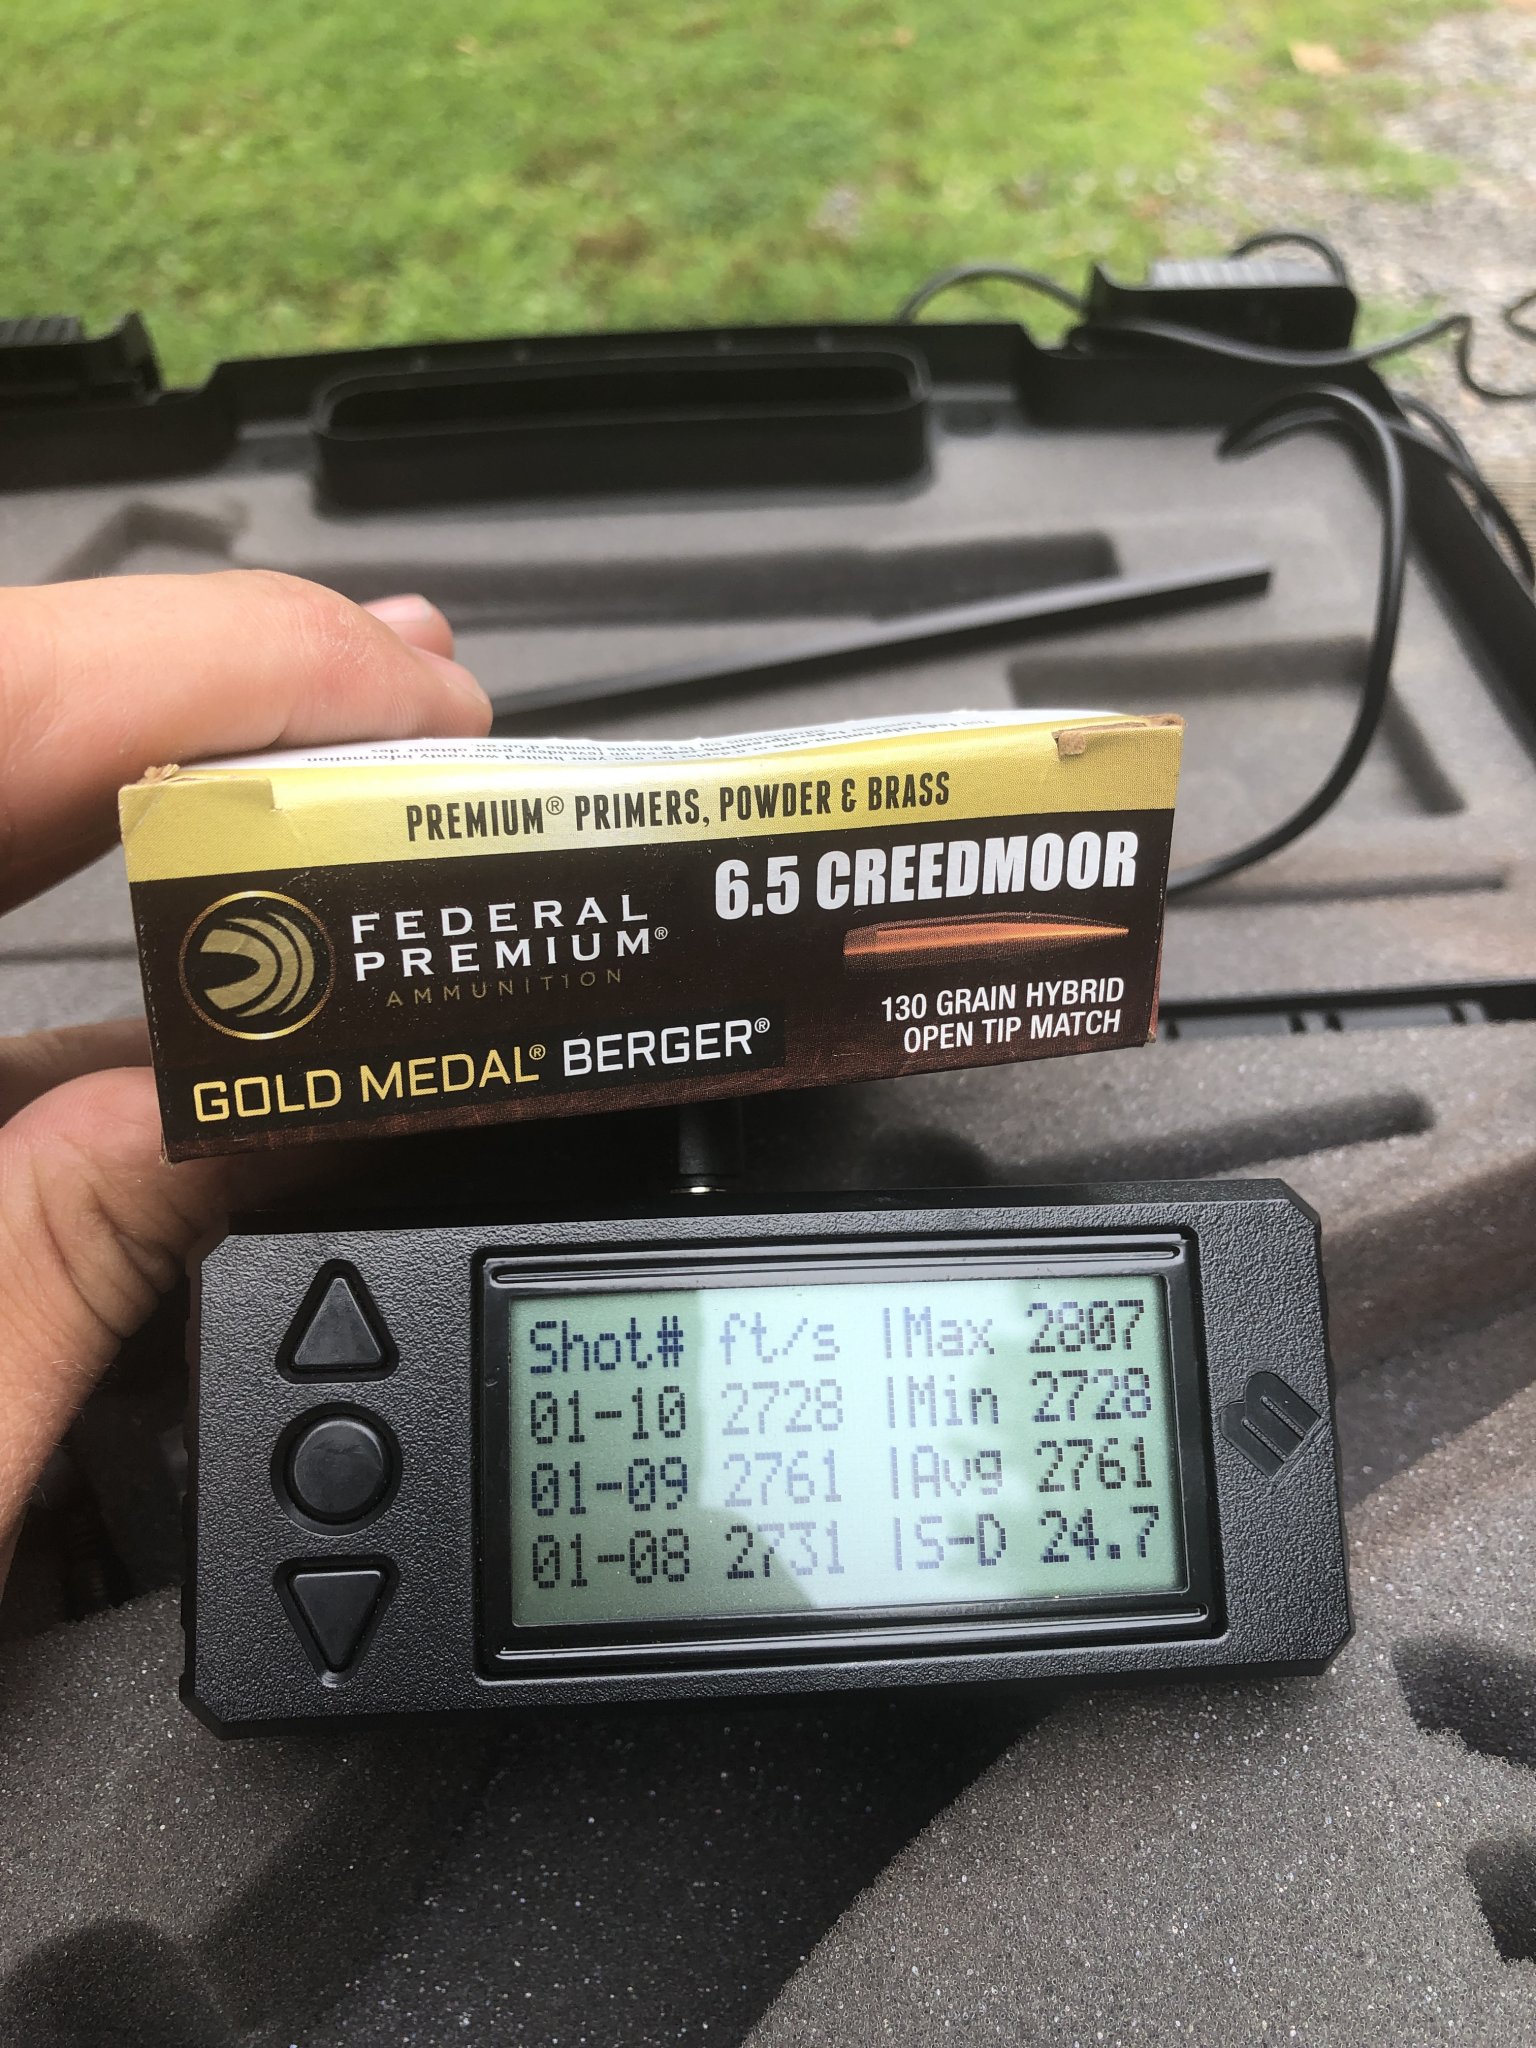 PREMIUM® PRIMERS, POWDER & BRASS
6.5 CREEDMOOR
FEDERAL
PREMIUM®
AMMUNITION
130 GRAIN HYBRID
OPEN TIP MATCH
GOLD MEDAL® BERGER®
Shot# ft/s |Max 2807
01-10 2728 |Min 2728
01-09 2761 |Avg 2761
01-08 2731 |S-D 24.7